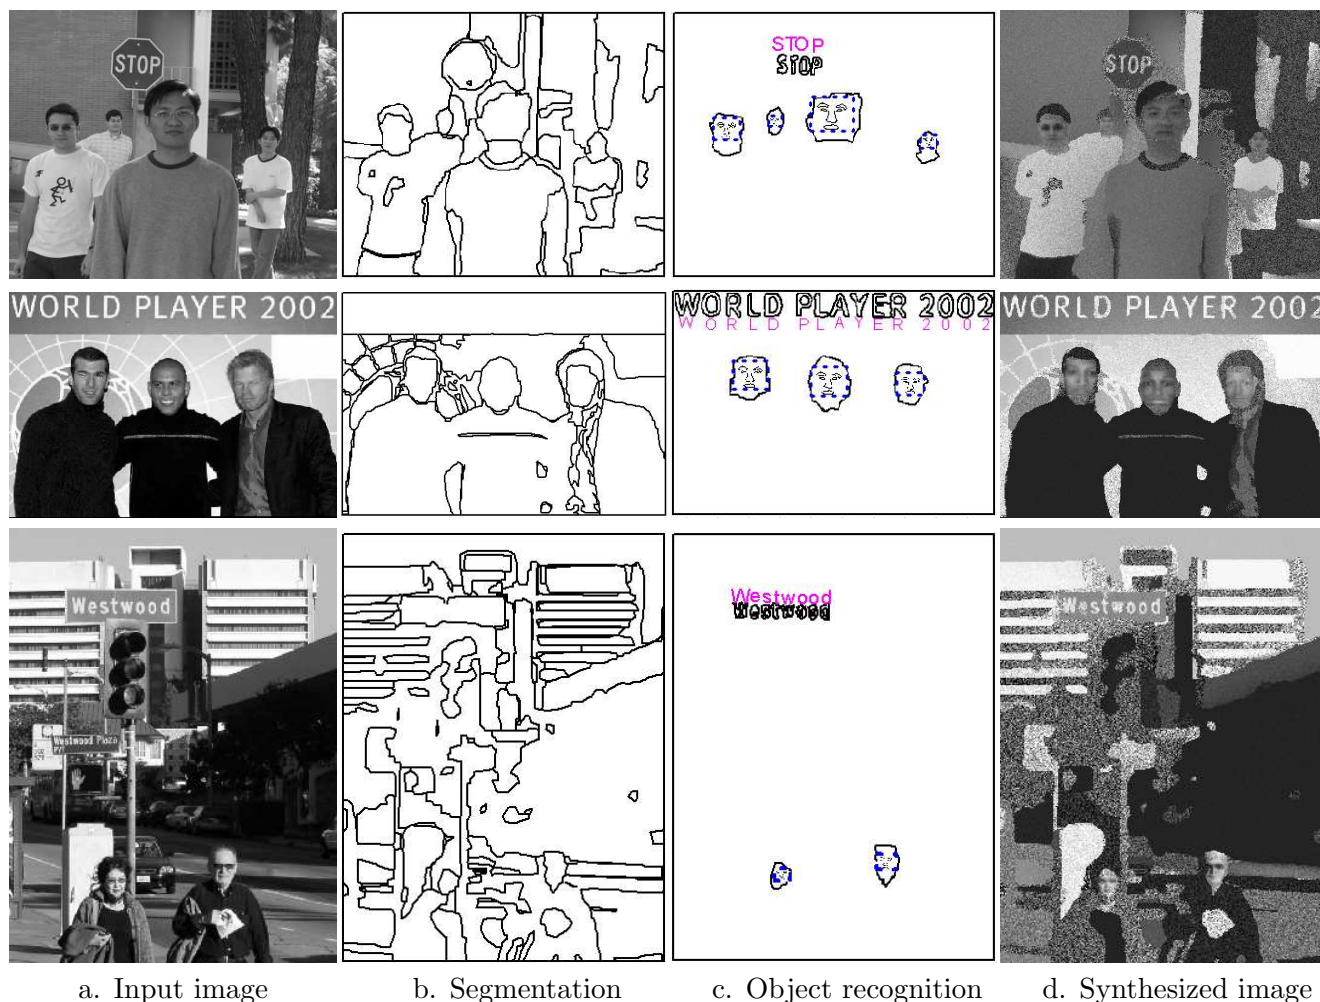 STOP
STOP
STOP
STOP
WORLD PLAYER 2002
WORLD PLAYER 2002
WORLD PLAYER 2002
WORLD PLAYER 2002
Westwood
Westwood
Westwood
Westwood
Westwood Plaza
a. Input image
b. Segmentation
c. Object recognition
d. Synthesized image